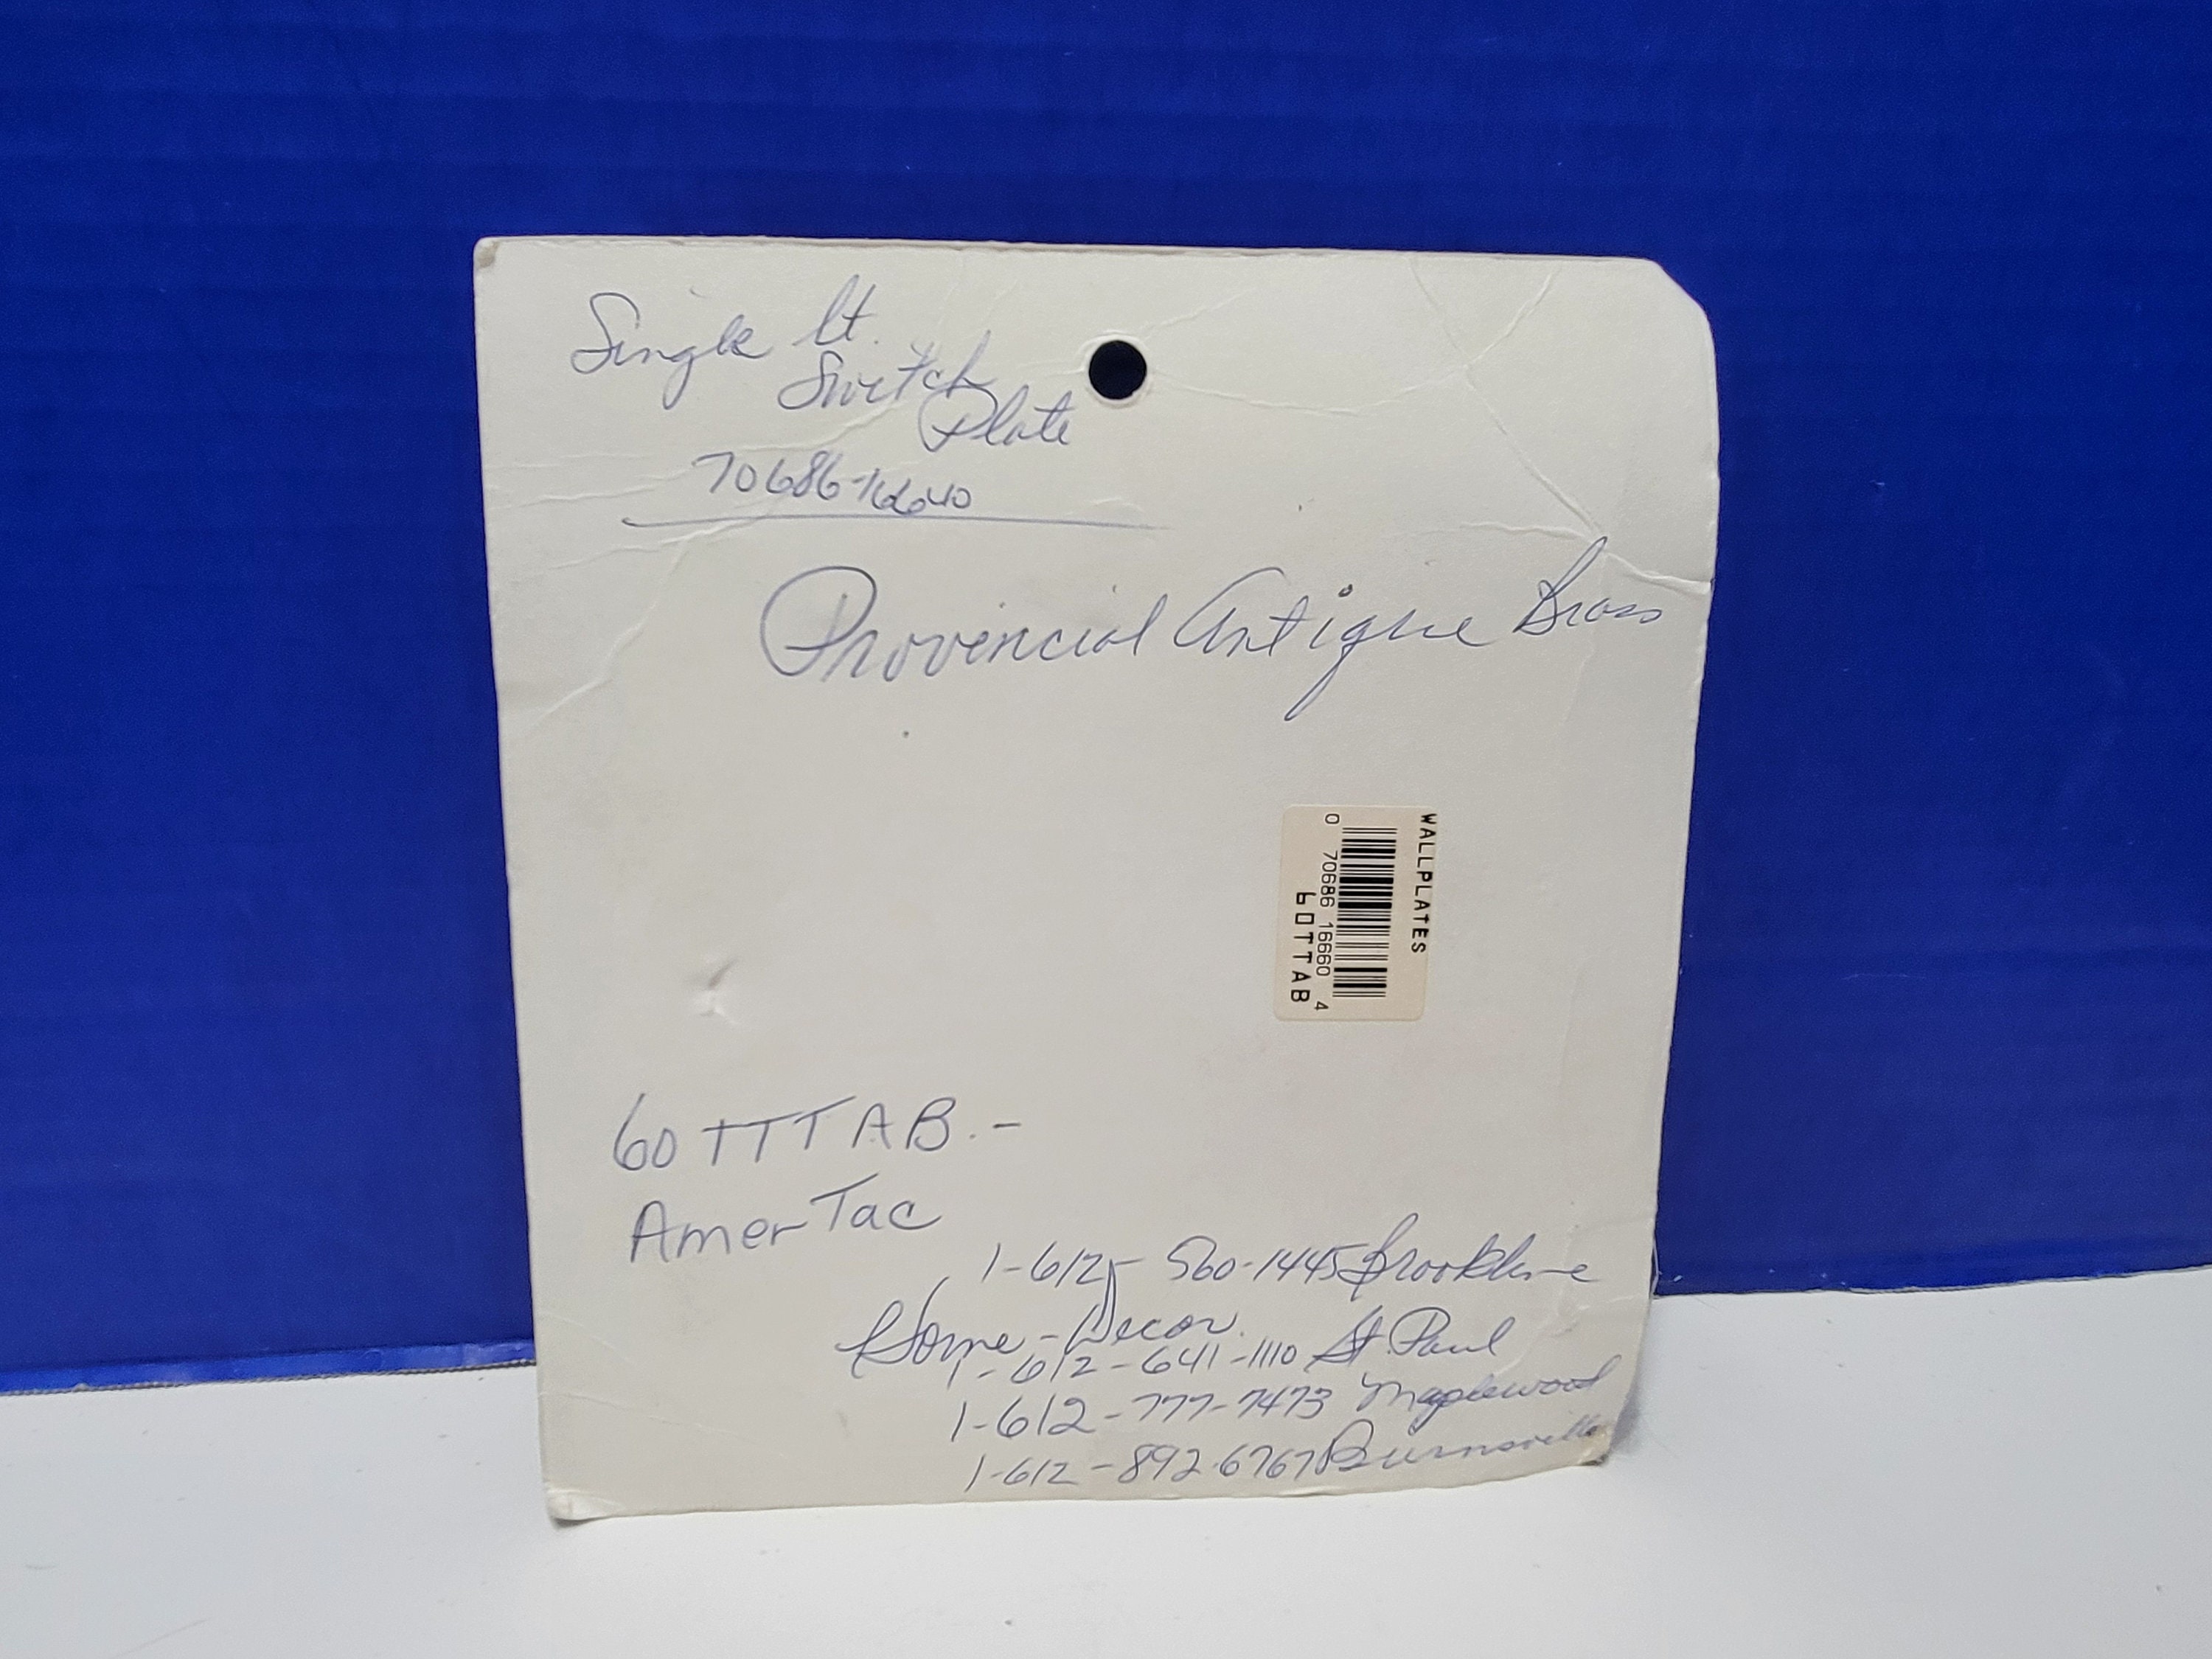 Single lt.
Switch
Plate
70686-16640
Provencial Antique Brass
WALLPLATES
0 70686 16660 4
60TTAB
60 TTTAB.-
AmerTac
1-612- 560-1445 Brookline
Home-Decor.
1-612-641-1110 St. Paul
1-612-777-7473 Maplewood
1-612-892-6767 Burnsville